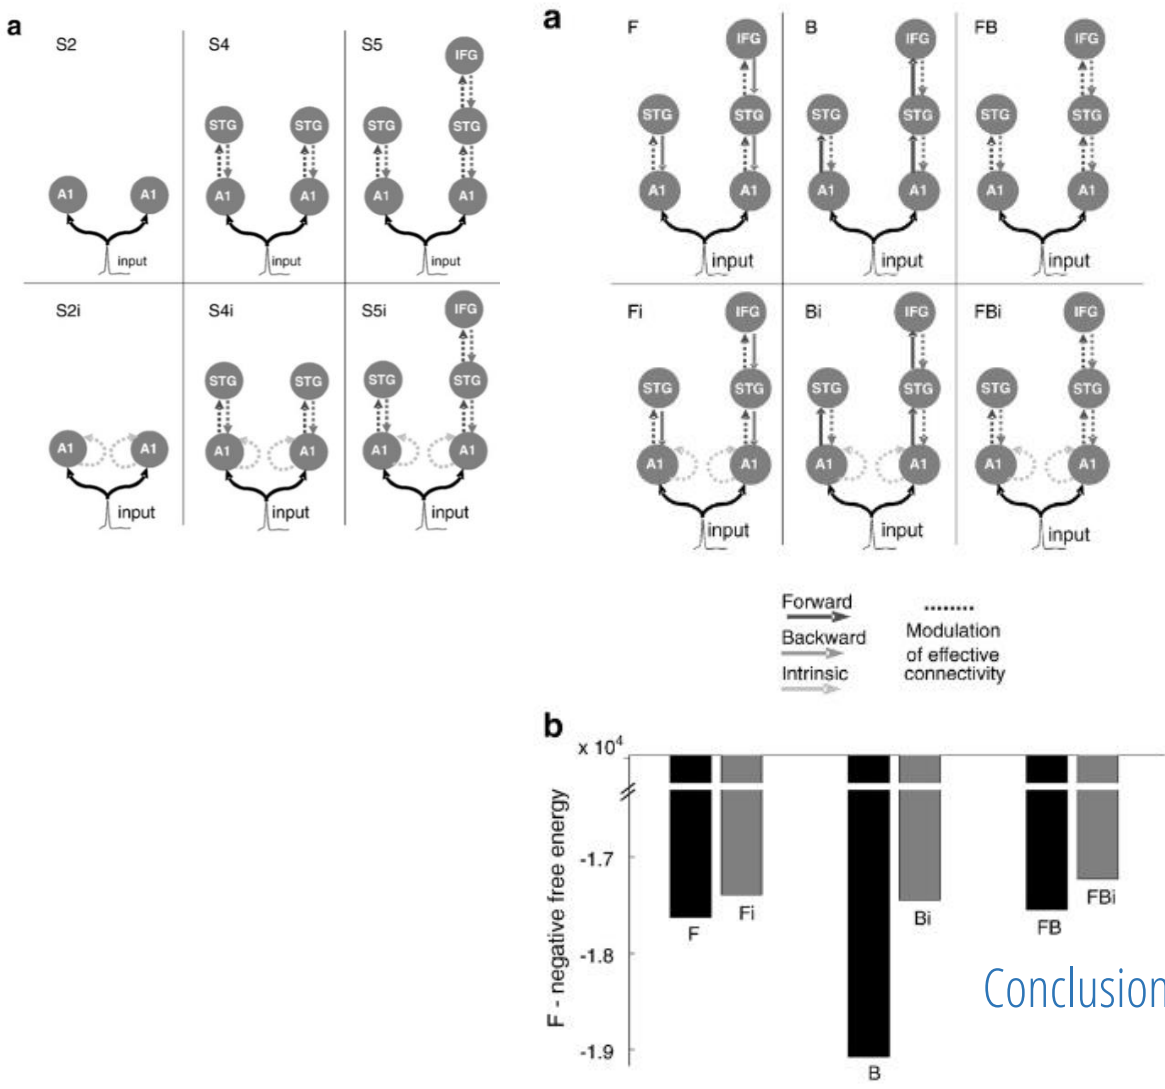 a
S2
S4
S5
IFG
STG
STG
STG
STG
A1
A1
A1
A1
A1
A1
input
input
input
S2i
S4i
S5i
IFG
STG
STG
STG
STG
A1
A1
A1
A1
A1
A1
input
input
input
a
F
B
FB
IFG
IFG
IFG
STG
STG
STG
STG
STG
STG
A1
A1
A1
A1
A1
A1
input
input
input
Fi
Bi
FBi
IFG
IFG
IFG
STG
STG
STG
STG
STG
STG
A1
A1
A1
A1
A1
A1
input
input
input
Forward
Backward
Intrinsic
Modulation
of effective
connectivity
b
x 10⁴
F - negative free energy
-1.7
-1.8
-1.9
F
Fi
B
Bi
FB
FBi
Conclusion